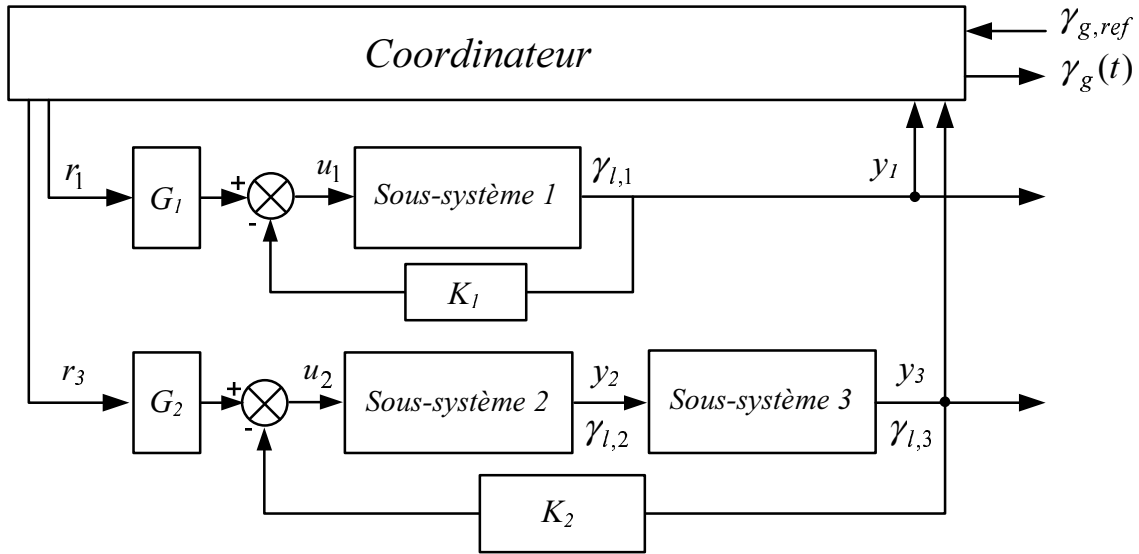 Coordinateur
γg,ref
γg(t)
r1
G1
+
-
u1
Sous-système 1
γl,1
y1
K1
r3
G2
+
-
u2
Sous-système 2
y2
γl,2
Sous-système 3
y3
γl,3
K2